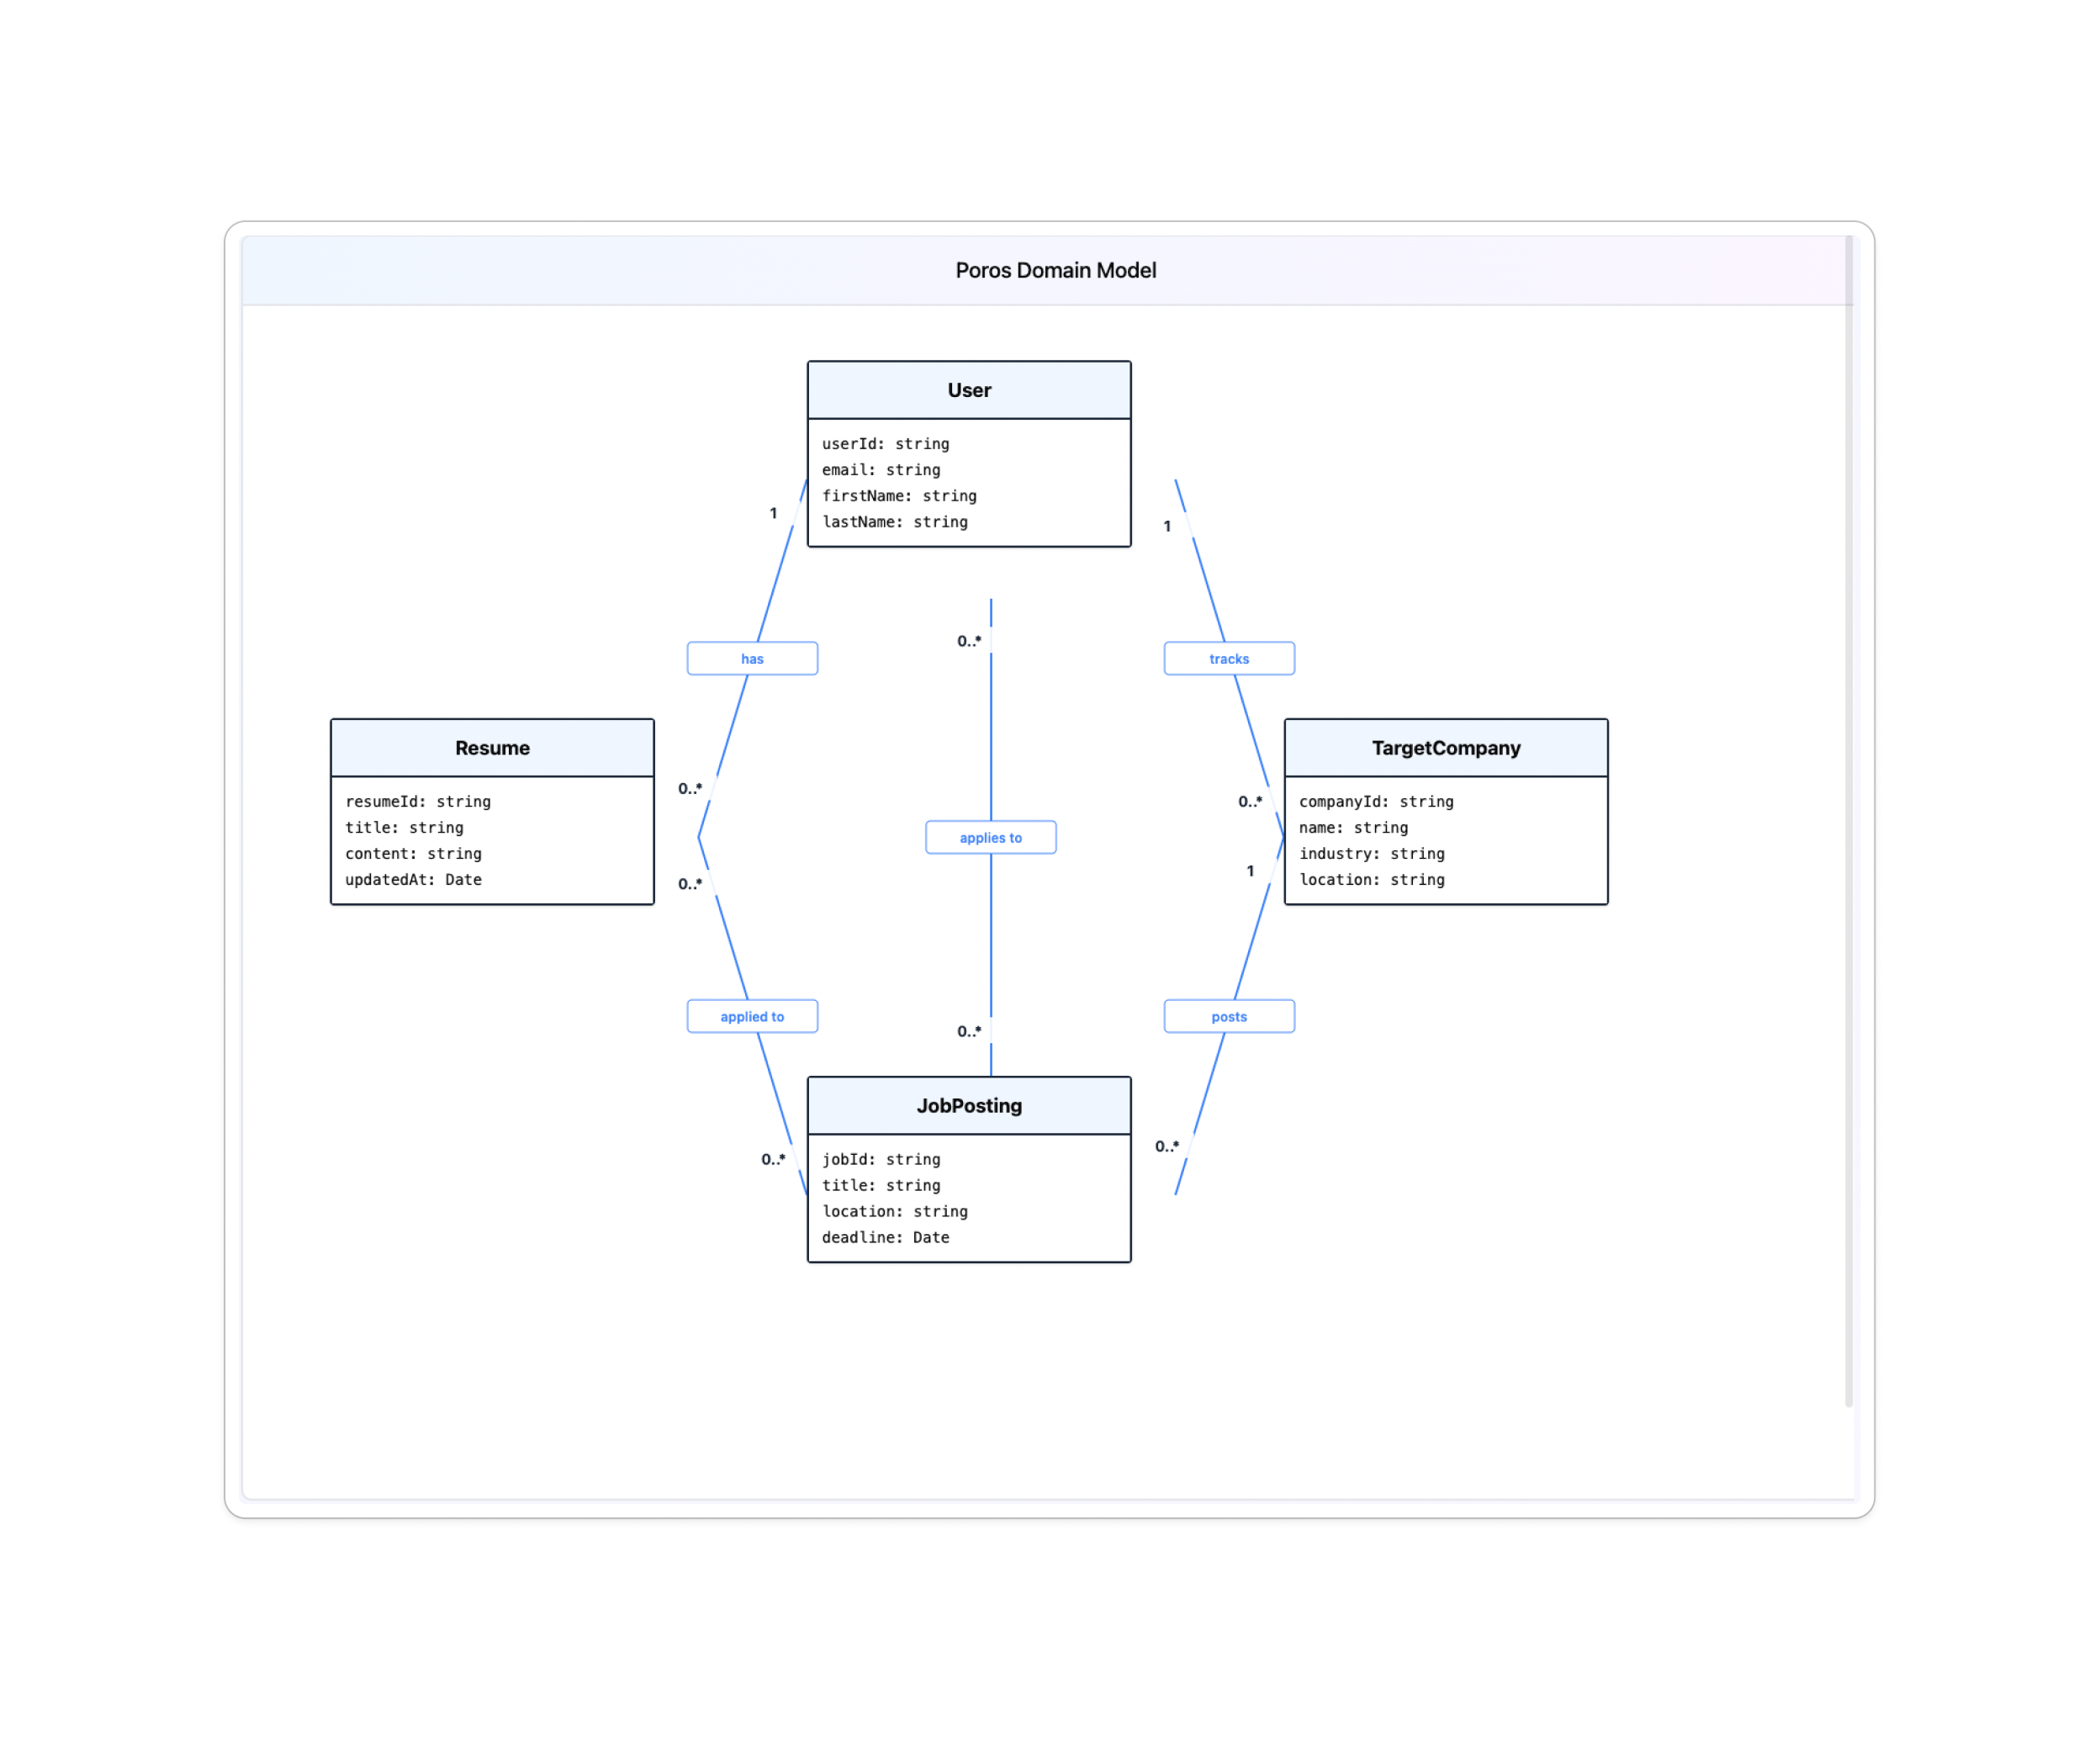 Poros Domain Model
User
userId: string
email: string
firstName: string
lastName: string
1
1
0..*
has
tracks
Resume
resumeId: string
title: string
content: string
updatedAt: Date
0..*
0..*
applies to
TargetCompany
companyId: string
name: string
industry: string
location: string
0..*
1
applied to
posts
0..*
JobPosting
jobId: string
title: string
location: string
deadline: Date
0..*
0..*